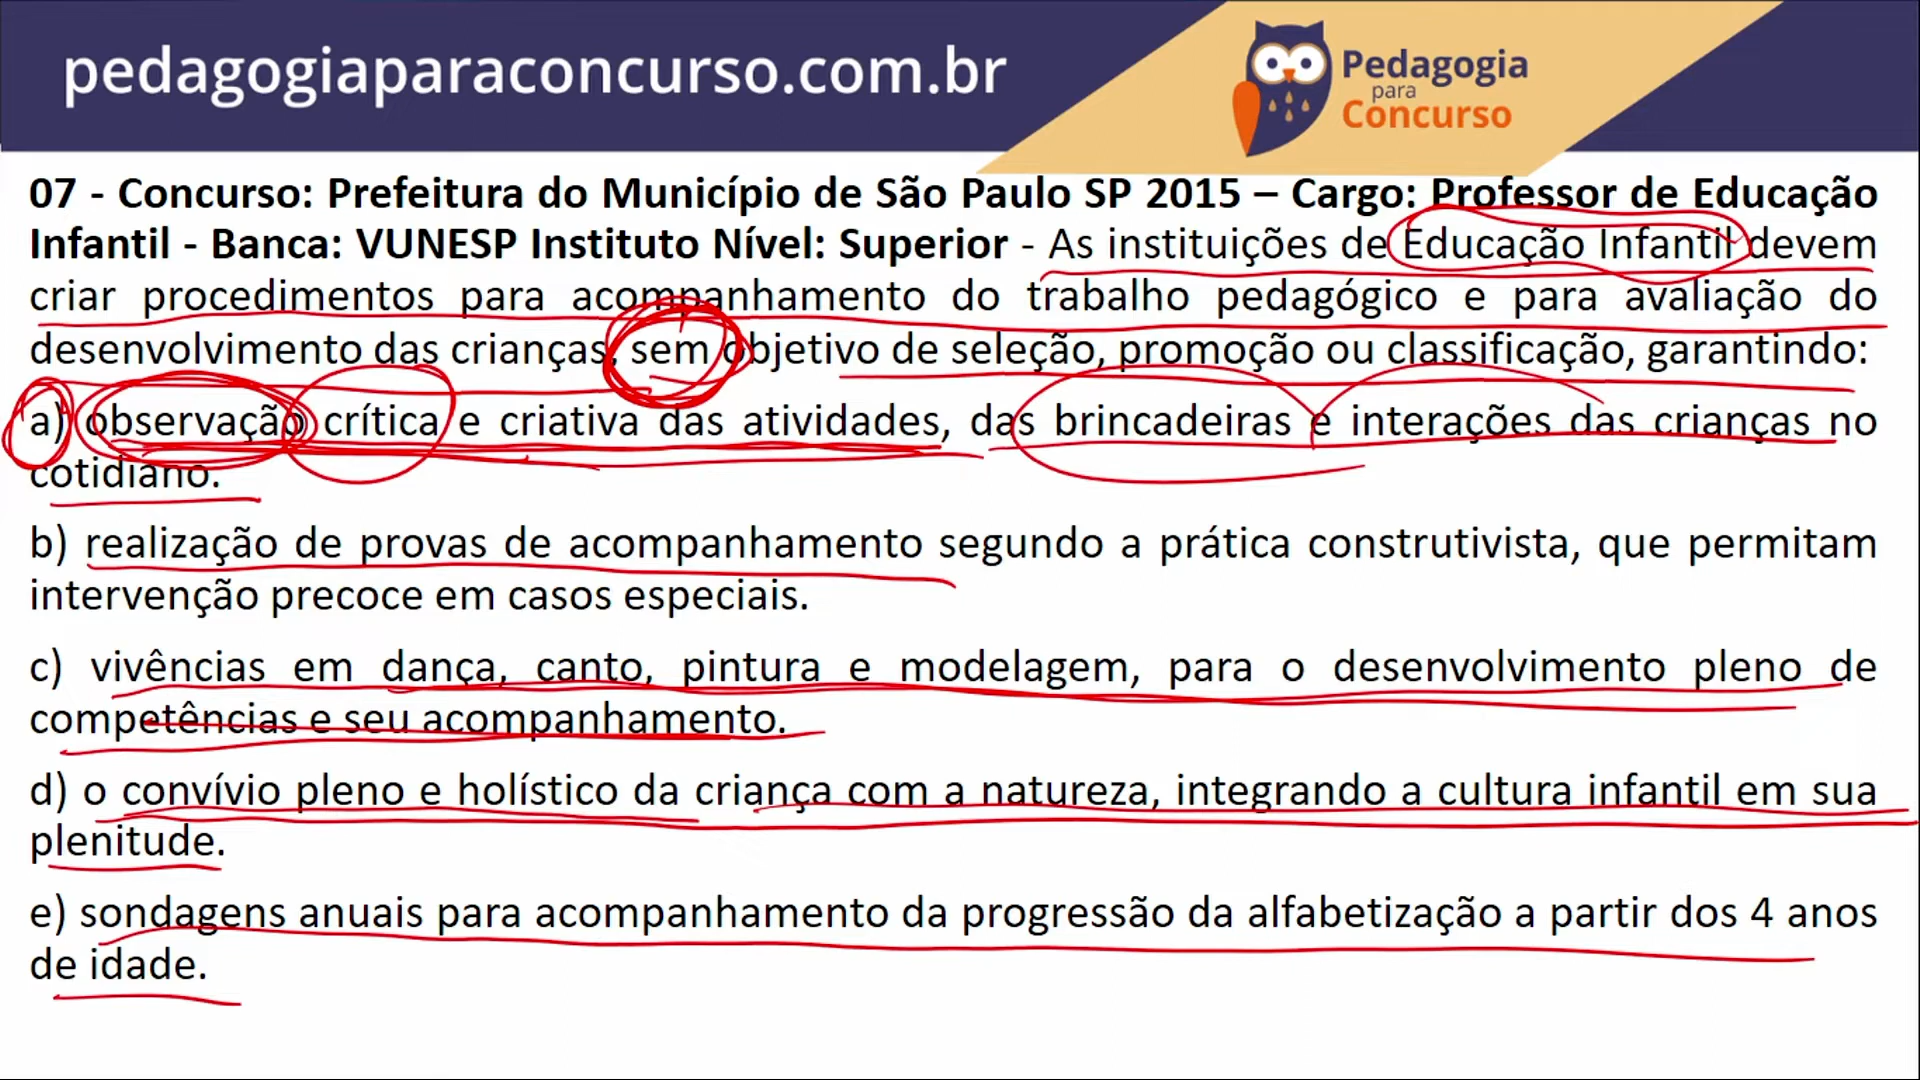 pedagogiaparaconcurso.com.br
Pedagogia
para
Concurso
07 - Concurso: Prefeitura do Município de São Paulo SP 2015 – Cargo: Professor de Educação
Infantil - Banca: VUNESP Instituto Nível: Superior - As instituições de Educação Infantil devem
criar procedimentos para acompanhamento do trabalho pedagógico e para avaliação do
desenvolvimento das crianças, sem objetivo de seleção, promoção ou classificação, garantindo:
a) observação crítica e criativa das atividades, das brincadeiras e interações das crianças no
cotidiano.
b) realização de provas de acompanhamento segundo a prática construtivista, que permitam
intervenção precoce em casos especiais.
c) vivências em dança, canto, pintura e modelagem, para o desenvolvimento pleno de
competências e seu acompanhamento.
d) o convívio pleno e holístico da criança com a natureza, integrando a cultura infantil em sua
plenitude.
e) sondagens anuais para acompanhamento da progressão da alfabetização a partir dos 4 anos
de idade.